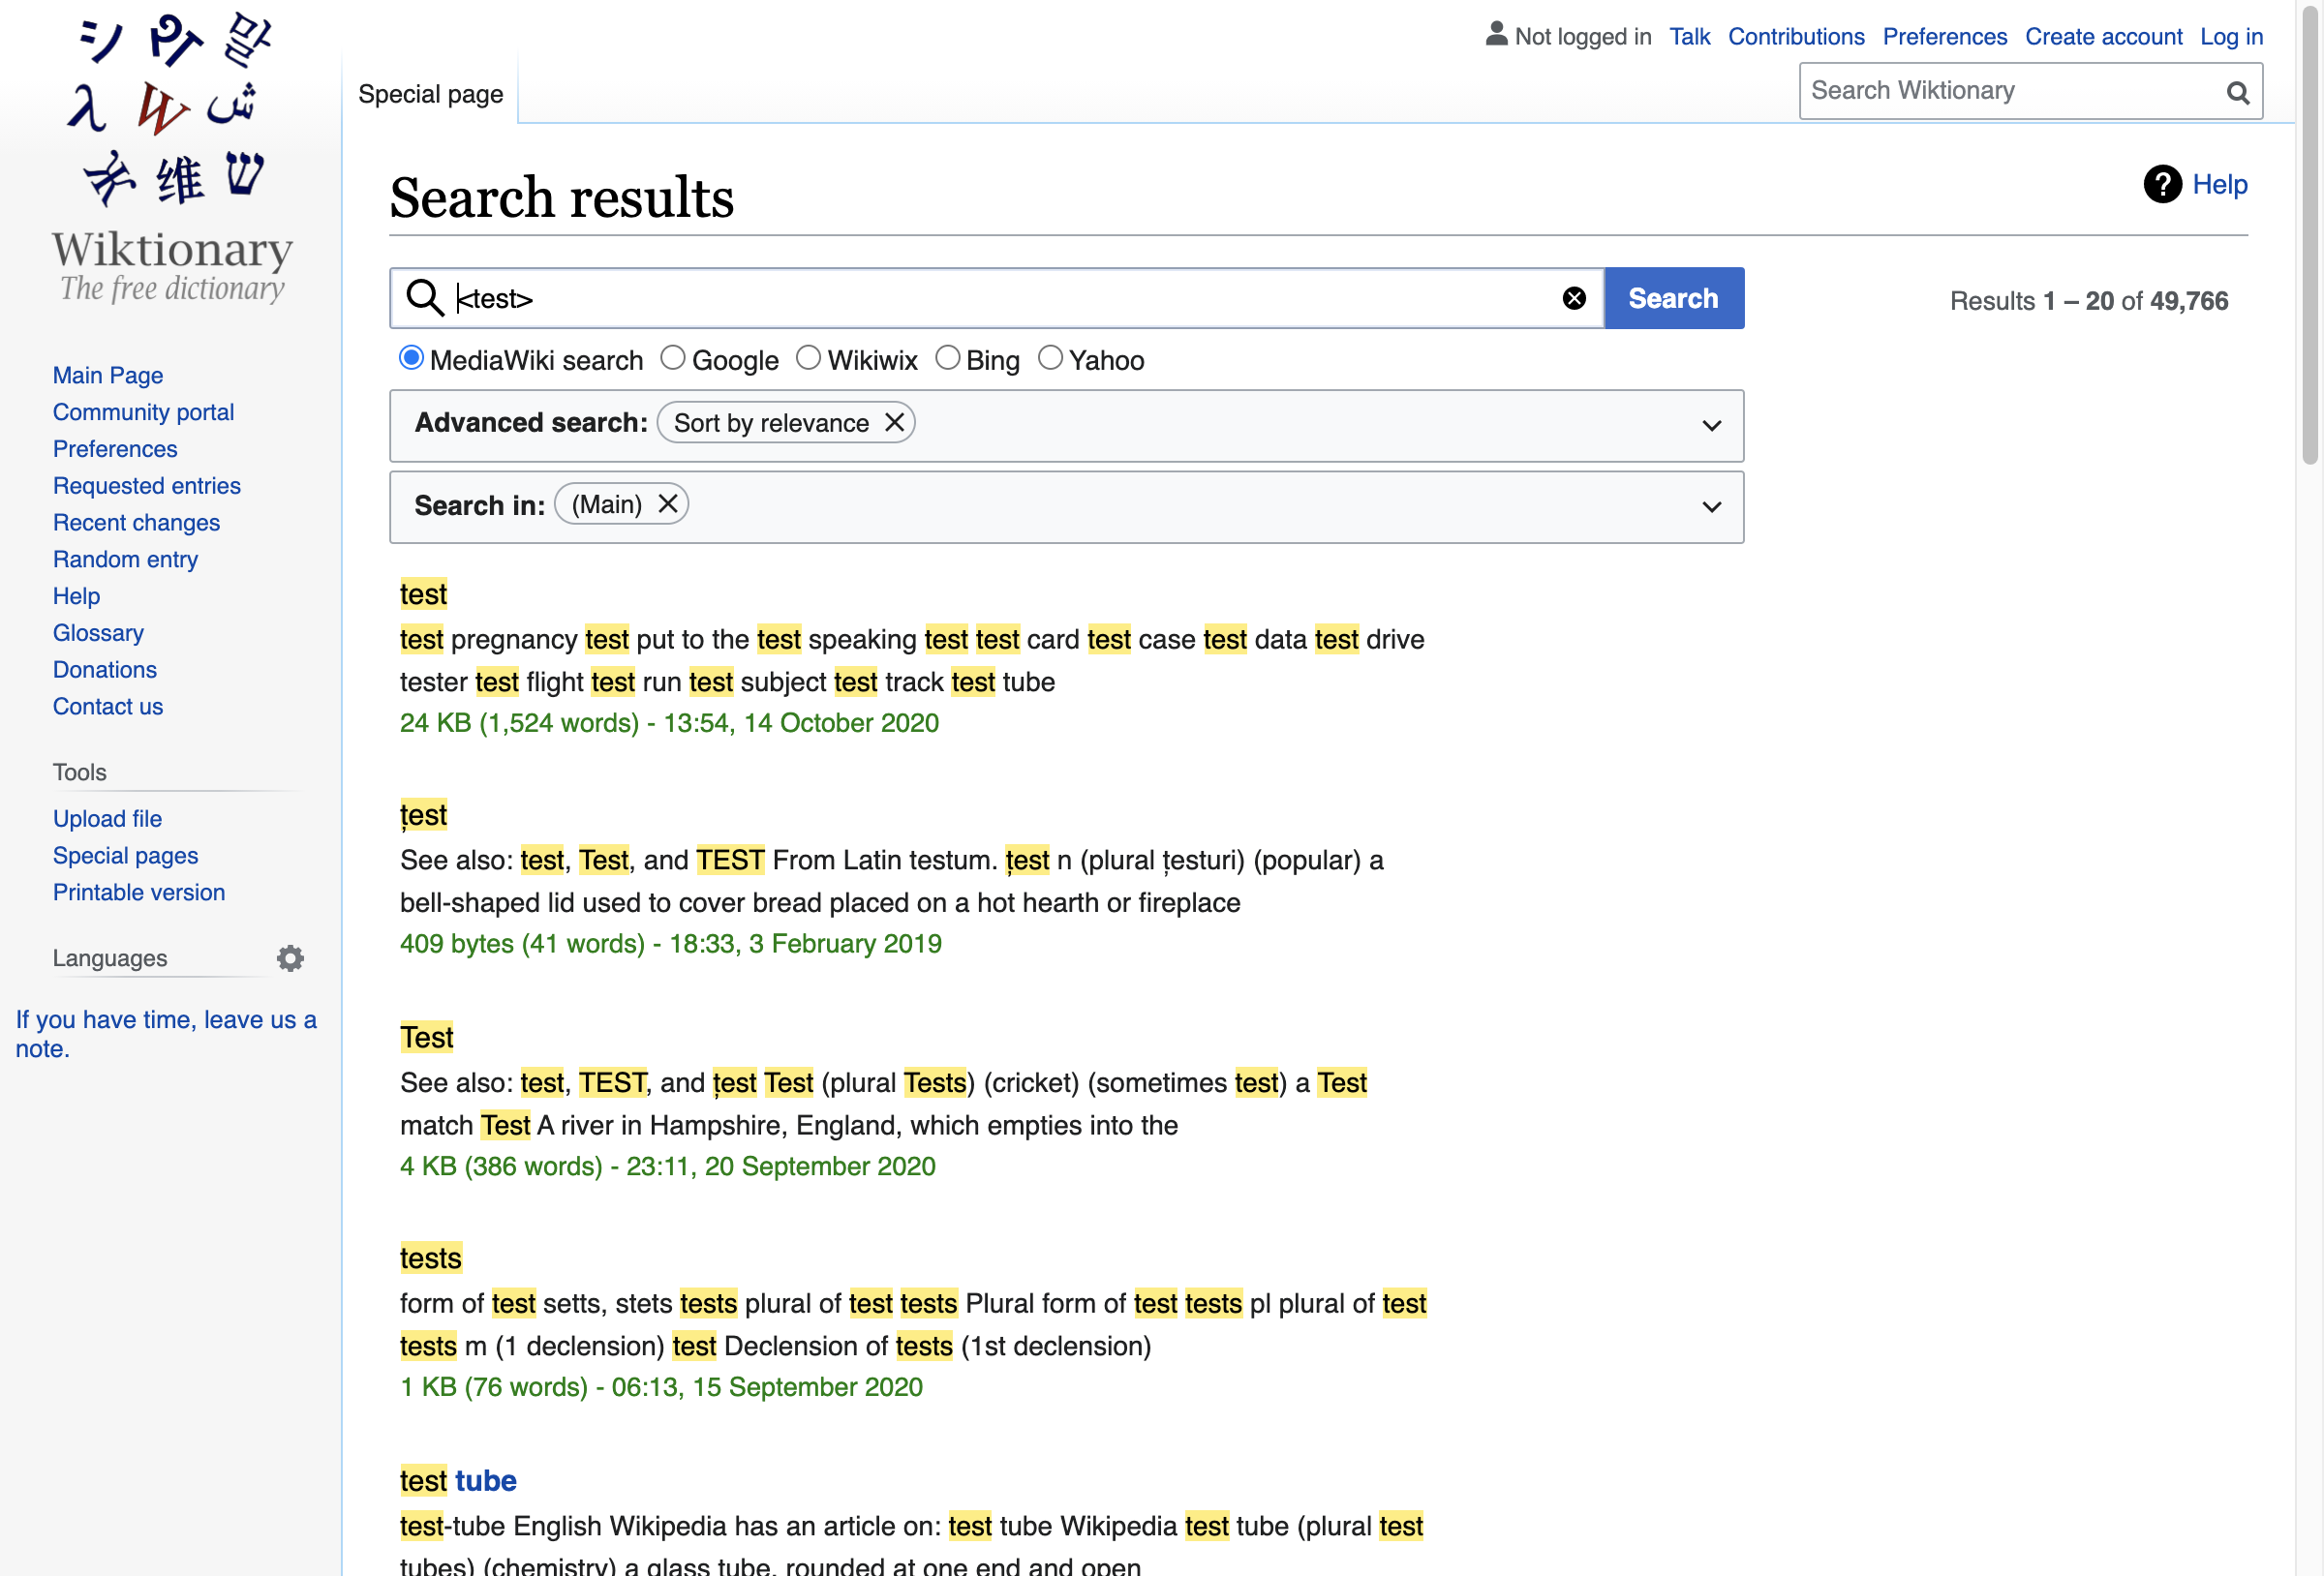 シ की 말
λ W ش
维 ש
Wiktionary
The free dictionary
Main Page
Community portal
Preferences
Requested entries
Recent changes
Random entry
Help
Glossary
Donations
Contact us
Tools
Upload file
Special pages
Printable version
Languages
If you have time, leave us a
note.
Not logged in Talk Contributions Preferences Create account Log in
Special page
Search Wiktionary
Search results
Help
<test>
Search
Results 1 – 20 of 49,766
MediaWiki search Google Wikiwix Bing Yahoo
Advanced search: Sort by relevance
Search in: (Main)
test
test pregnancy test put to the test speaking test test card test case test data test drive
tester test flight test run test subject test track test tube
24 KB (1,524 words) - 13:54, 14 October 2020
țest
See also: test, Test, and TEST From Latin testum. țest n (plural țesturi) (popular) a
bell-shaped lid used to cover bread placed on a hot hearth or fireplace
409 bytes (41 words) - 18:33, 3 February 2019
Test
See also: test, TEST, and țest Test (plural Tests) (cricket) (sometimes test) a Test
match Test A river in Hampshire, England, which empties into the
4 KB (386 words) - 23:11, 20 September 2020
tests
form of test setts, stets tests plural of test tests Plural form of test tests pl plural of test
tests m (1 declension) test Declension of tests (1st declension)
1 KB (76 words) - 06:13, 15 September 2020
test tube
test-tube English Wikipedia has an article on: test tube Wikipedia test tube (plural test
tubes) (chemistry) a glass tube, rounded at one end and open